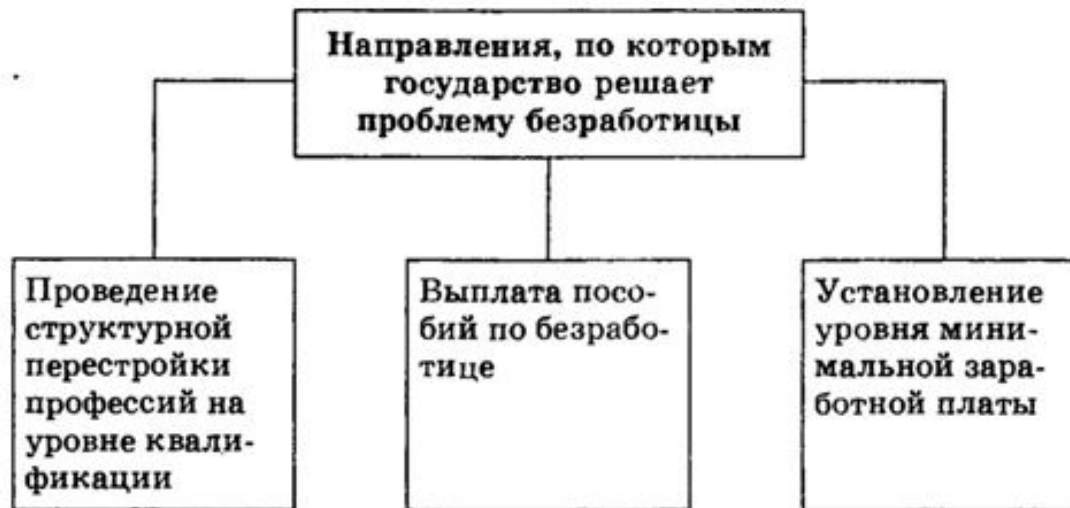 Направления, по которым
государство решает
проблему безработицы
Проведение
структурной
перестройки
профессий на
уровне квали-
фикации
Выплата посо-
бий по безрабо-
тице
Установление
уровня мини-
мальной зара-
ботной платы